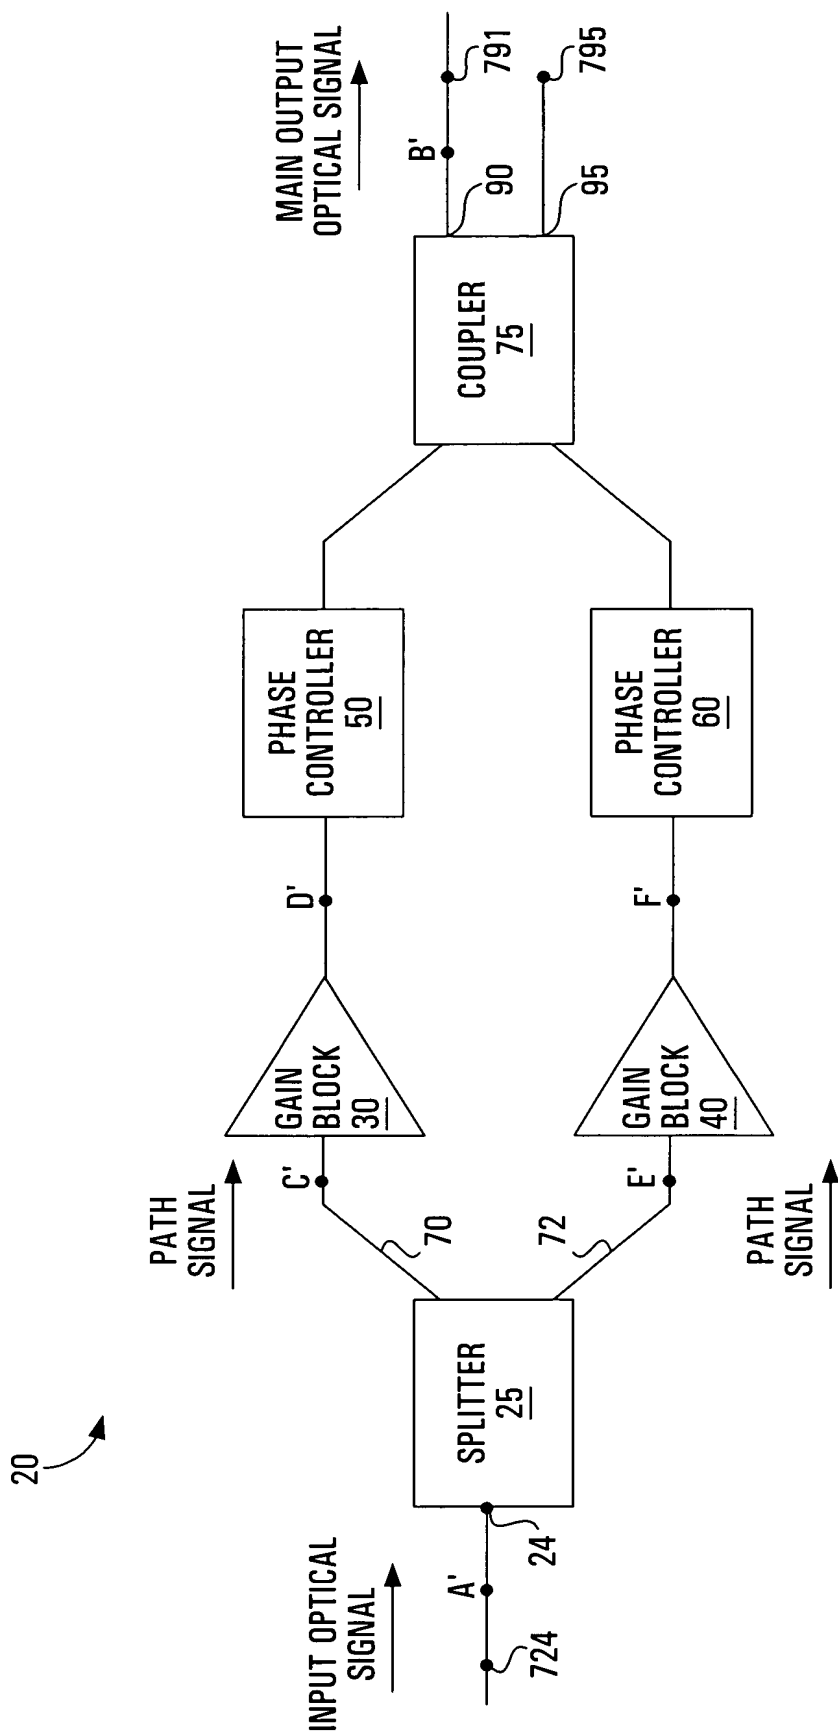 20
INPUT OPTICAL
SIGNAL
724
A'
24
SPLITTER
25
70
72
PATH
SIGNAL
C'
GAIN
BLOCK
30
D'
PHASE
CONTROLLER
50
PATH
SIGNAL
E'
GAIN
BLOCK
40
F'
PHASE
CONTROLLER
60
COUPLER
75
MAIN OUTPUT
OPTICAL SIGNAL
B'
90
791
95
795